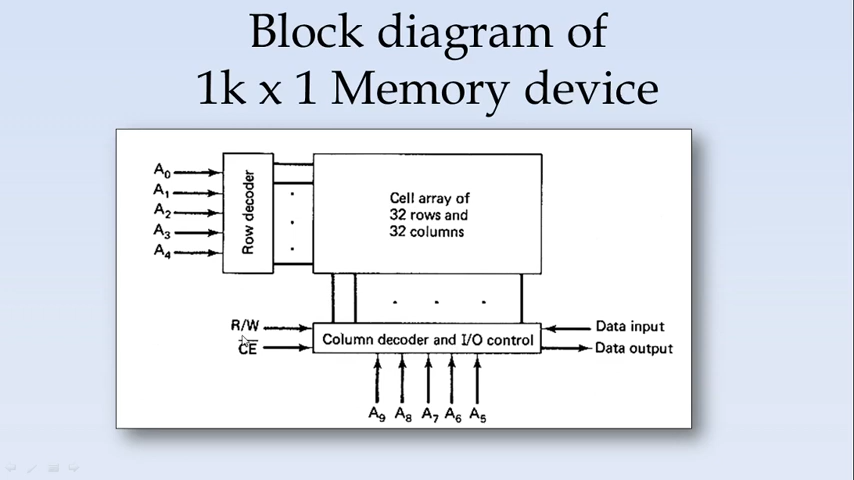 Block diagram of
1k x 1 Memory device
A₀
A₁
A₂
A₃
A₄
Row decoder
Cell array of
32 rows and
32 columns
R/W
C̅E̅
Column decoder and I/O control
Data input
Data output
A₉ A₈ A₇ A₆ A₅